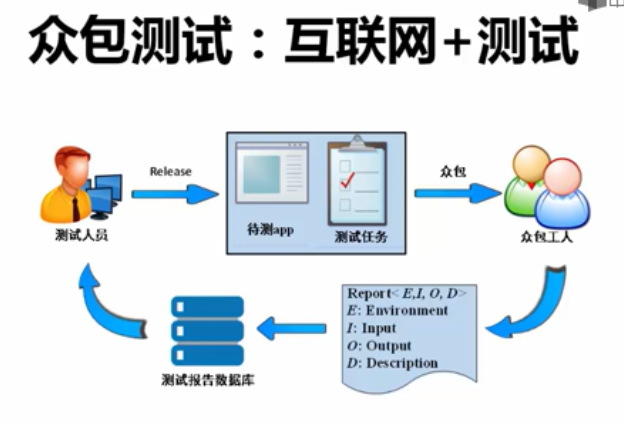 众包测试：互联网+测试
Release
众包
待测app
测试任务
测试人员
众包工人
Report<E,I, O, D>
E: Environment
I: Input
O: Output
D: Description
测试报告数据库